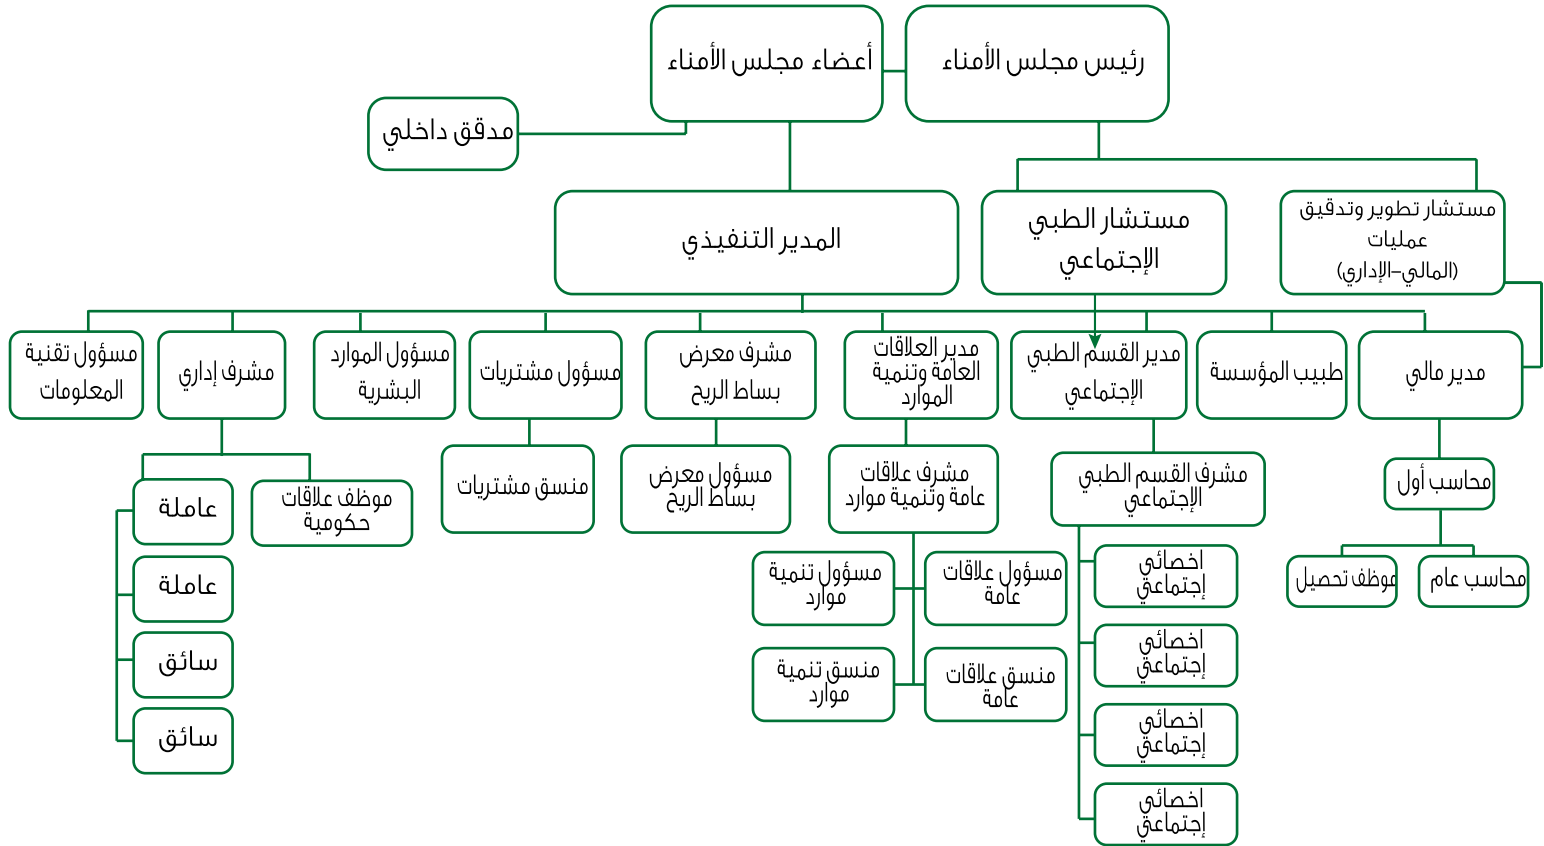 رئيس مجلس الأمناء
أعضاء مجلس الأمناء
مدقق داخلي
مستشار تطوير وتدقيق
عمليات
(المالي-الإداري)
مستشار الطبي
الإجتماعي
المدير التنفيذي
مدير مالي
طبيب المؤسسة
مدير القسم الطبي
الإجتماعي
مدير العلاقات
العامة وتنمية
الموارد
مشرف معرض
بساط الريح
مسؤول مشتريات
مسؤول الموارد
البشرية
مشرف إداري
مسؤول تقنية
المعلومات
محاسب أول
مشرف القسم الطبي
الإجتماعي
مشرف علاقات
عامة وتنمية موارد
مسؤول معرض
بساط الريح
منسق مشتريات
موظف علاقات
حكومية
عاملة
محاسب عام
موظف تحصيل
اخصائي
إجتماعي
مسؤول علاقات
عامة
مسؤول تنمية
موارد
عاملة
اخصائي
إجتماعي
منسق علاقات
عامة
منسق تنمية
موارد
سائق
اخصائي
إجتماعي
سائق
اخصائي
إجتماعي